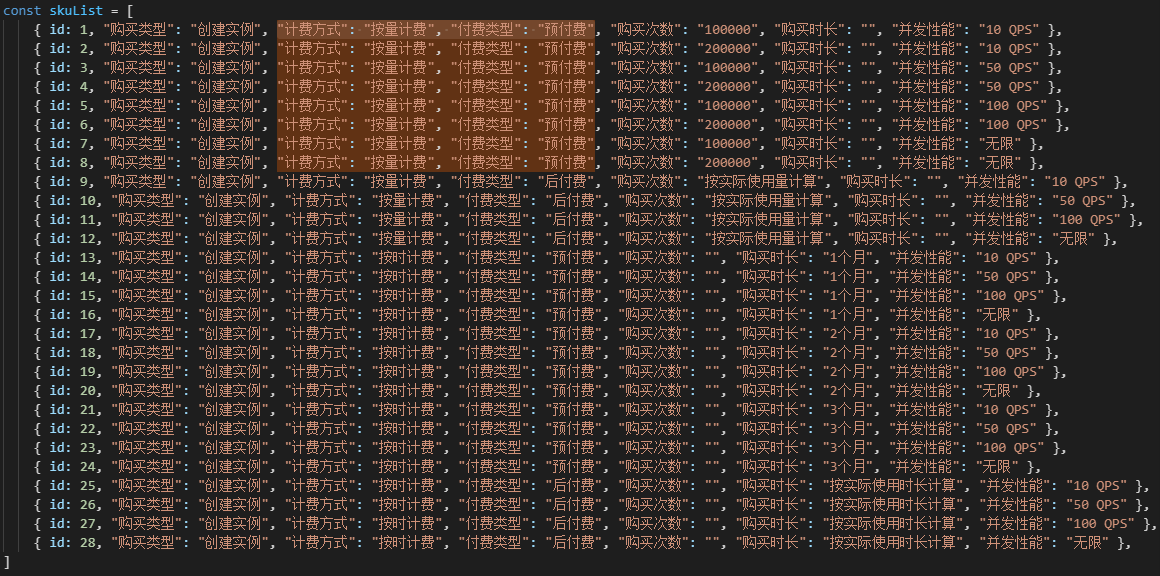 const skuList = [
{ id: 1, "购买类型": "创建实例", "计费方式": "按量计费", "付费类型": "预付费", "购买次数": "100000", "购买时长": "", "并发性能": "10 QPS" },
{ id: 2, "购买类型": "创建实例", "计费方式": "按量计费", "付费类型": "预付费", "购买次数": "200000", "购买时长": "", "并发性能": "10 QPS" },
{ id: 3, "购买类型": "创建实例", "计费方式": "按量计费", "付费类型": "预付费", "购买次数": "100000", "购买时长": "", "并发性能": "50 QPS" },
{ id: 4, "购买类型": "创建实例", "计费方式": "按量计费", "付费类型": "预付费", "购买次数": "200000", "购买时长": "", "并发性能": "50 QPS" },
{ id: 5, "购买类型": "创建实例", "计费方式": "按量计费", "付费类型": "预付费", "购买次数": "100000", "购买时长": "", "并发性能": "100 QPS" },
{ id: 6, "购买类型": "创建实例", "计费方式": "按量计费", "付费类型": "预付费", "购买次数": "200000", "购买时长": "", "并发性能": "100 QPS" },
{ id: 7, "购买类型": "创建实例", "计费方式": "按量计费", "付费类型": "预付费", "购买次数": "100000", "购买时长": "", "并发性能": "无限" },
{ id: 8, "购买类型": "创建实例", "计费方式": "按量计费", "付费类型": "预付费", "购买次数": "200000", "购买时长": "", "并发性能": "无限" },
{ id: 9, "购买类型": "创建实例", "计费方式": "按量计费", "付费类型": "后付费", "购买次数": "按实际使用量计算", "购买时长": "", "并发性能": "10 QPS" },
{ id: 10, "购买类型": "创建实例", "计费方式": "按量计费", "付费类型": "后付费", "购买次数": "按实际使用量计算", "购买时长": "", "并发性能": "50 QPS" },
{ id: 11, "购买类型": "创建实例", "计费方式": "按量计费", "付费类型": "后付费", "购买次数": "按实际使用量计算", "购买时长": "", "并发性能": "100 QPS" },
{ id: 12, "购买类型": "创建实例", "计费方式": "按量计费", "付费类型": "后付费", "购买次数": "按实际使用量计算", "购买时长": "", "并发性能": "无限" },
{ id: 13, "购买类型": "创建实例", "计费方式": "按时计费", "付费类型": "预付费", "购买次数": "", "购买时长": "1个月", "并发性能": "10 QPS" },
{ id: 14, "购买类型": "创建实例", "计费方式": "按时计费", "付费类型": "预付费", "购买次数": "", "购买时长": "1个月", "并发性能": "50 QPS" },
{ id: 15, "购买类型": "创建实例", "计费方式": "按时计费", "付费类型": "预付费", "购买次数": "", "购买时长": "1个月", "并发性能": "100 QPS" },
{ id: 16, "购买类型": "创建实例", "计费方式": "按时计费", "付费类型": "预付费", "购买次数": "", "购买时长": "1个月", "并发性能": "无限" },
{ id: 17, "购买类型": "创建实例", "计费方式": "按时计费", "付费类型": "预付费", "购买次数": "", "购买时长": "2个月", "并发性能": "10 QPS" },
{ id: 18, "购买类型": "创建实例", "计费方式": "按时计费", "付费类型": "预付费", "购买次数": "", "购买时长": "2个月", "并发性能": "50 QPS" },
{ id: 19, "购买类型": "创建实例", "计费方式": "按时计费", "付费类型": "预付费", "购买次数": "", "购买时长": "2个月", "并发性能": "100 QPS" },
{ id: 20, "购买类型": "创建实例", "计费方式": "按时计费", "付费类型": "预付费", "购买次数": "", "购买时长": "2个月", "并发性能": "无限" },
{ id: 21, "购买类型": "创建实例", "计费方式": "按时计费", "付费类型": "预付费", "购买次数": "", "购买时长": "3个月", "并发性能": "10 QPS" },
{ id: 22, "购买类型": "创建实例", "计费方式": "按时计费", "付费类型": "预付费", "购买次数": "", "购买时长": "3个月", "并发性能": "50 QPS" },
{ id: 23, "购买类型": "创建实例", "计费方式": "按时计费", "付费类型": "预付费", "购买次数": "", "购买时长": "3个月", "并发性能": "100 QPS" },
{ id: 24, "购买类型": "创建实例", "计费方式": "按时计费", "付费类型": "预付费", "购买次数": "", "购买时长": "3个月", "并发性能": "无限" },
{ id: 25, "购买类型": "创建实例", "计费方式": "按时计费", "付费类型": "后付费", "购买次数": "", "购买时长": "按实际使用时长计算", "并发性能": "10 QPS" },
{ id: 26, "购买类型": "创建实例", "计费方式": "按时计费", "付费类型": "后付费", "购买次数": "", "购买时长": "按实际使用时长计算", "并发性能": "50 QPS" },
{ id: 27, "购买类型": "创建实例", "计费方式": "按时计费", "付费类型": "后付费", "购买次数": "", "购买时长": "按实际使用时长计算", "并发性能": "100 QPS" },
{ id: 28, "购买类型": "创建实例", "计费方式": "按时计费", "付费类型": "后付费", "购买次数": "", "购买时长": "按实际使用时长计算", "并发性能": "无限" },
]